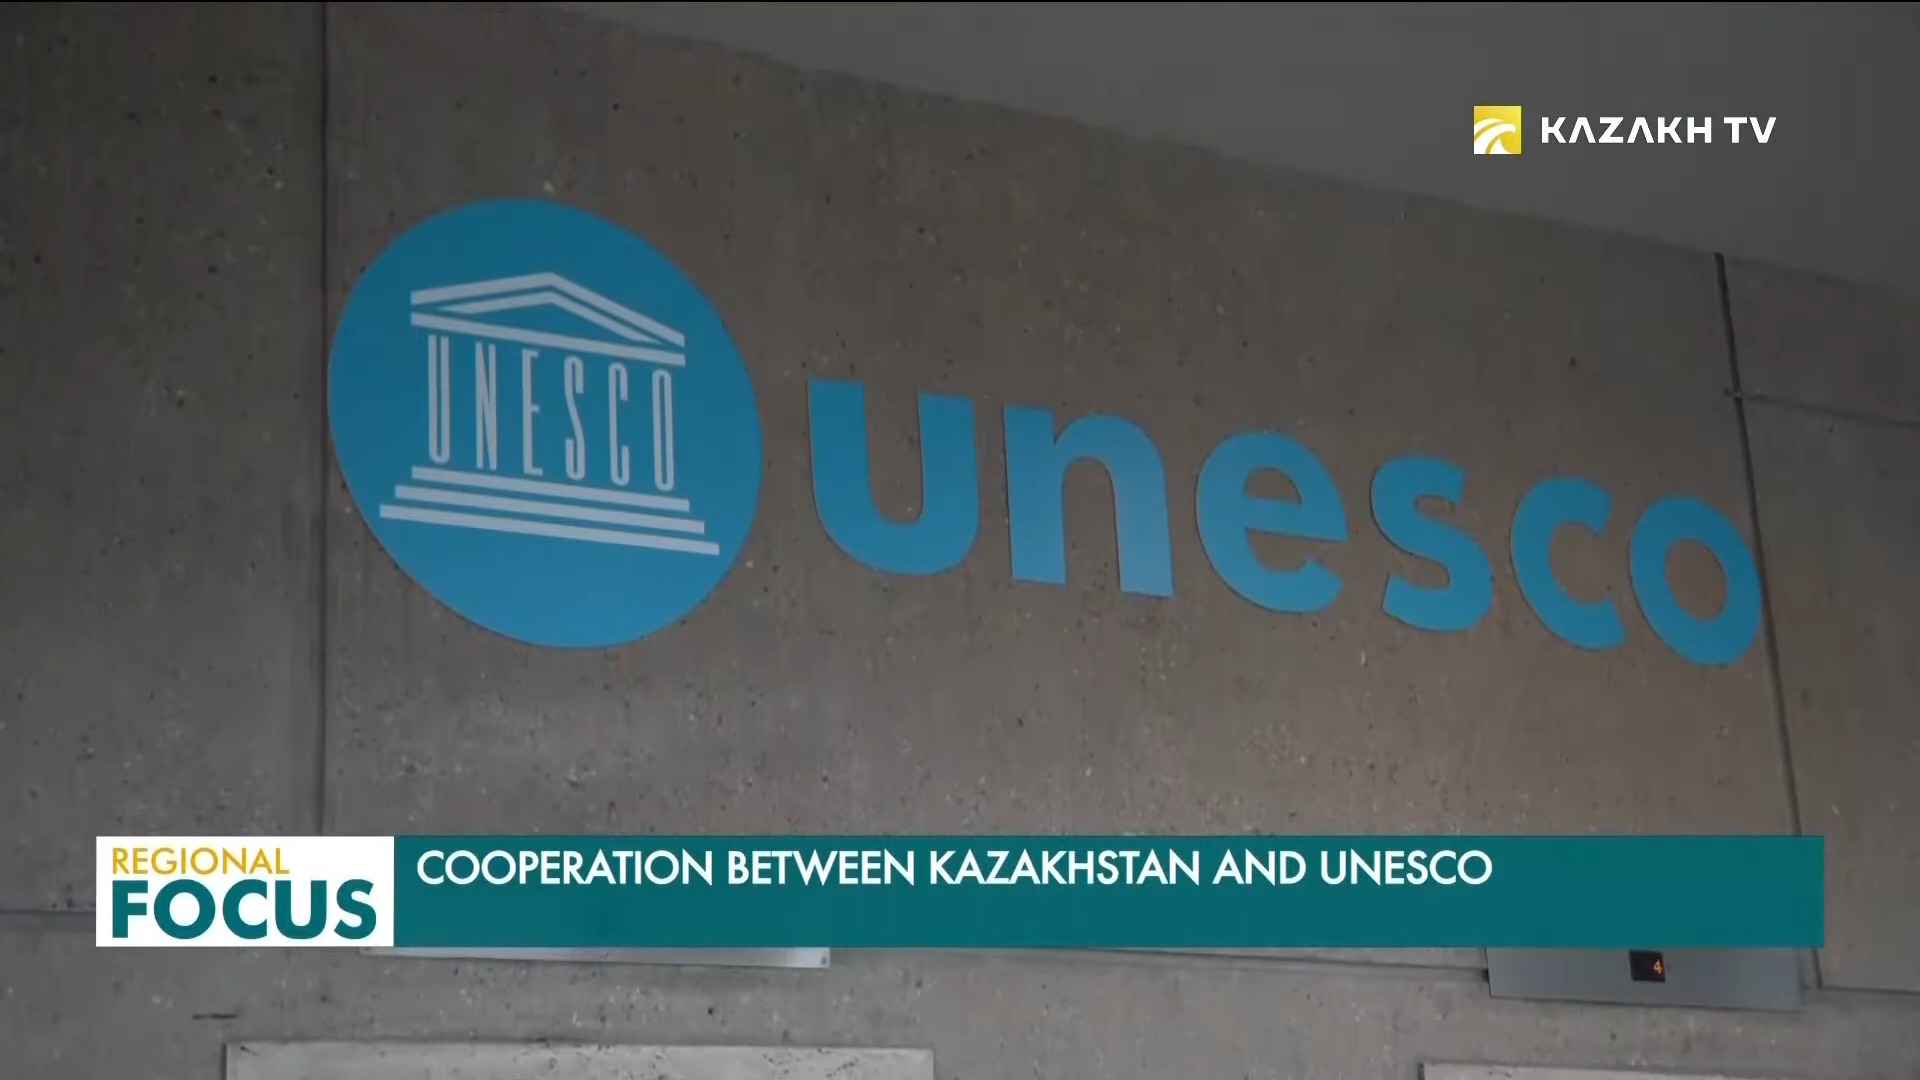 KAZAKH TV
UNESCO
unesco
REGIONAL
FOCUS
COOPERATION BETWEEN KAZAKHSTAN AND UNESCO
4